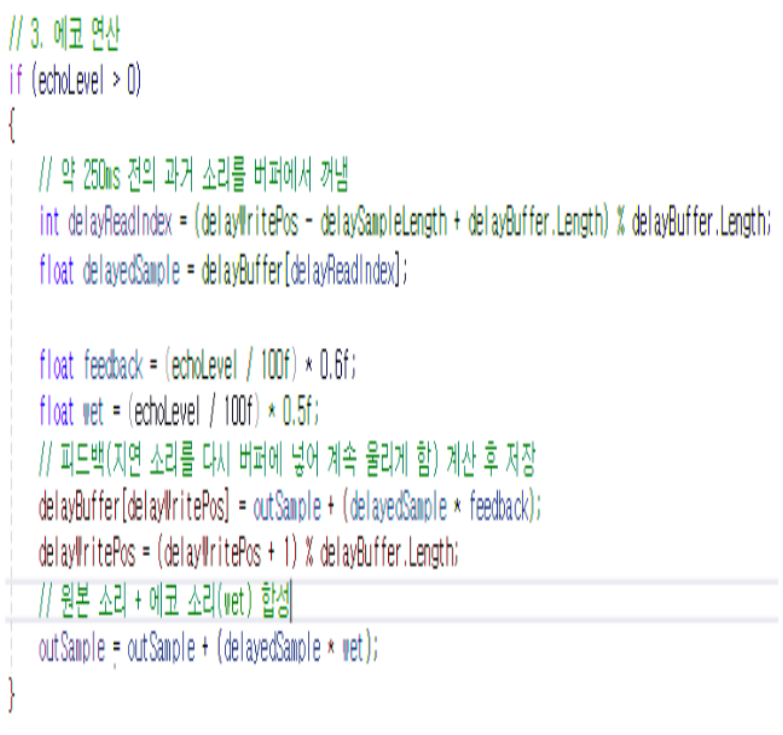 // 3. 에코 연산
if (echoLevel > 0)
{
// 약 250ms 전의 과거 소리를 버퍼에서 꺼냄
int delayReadIndex = (delayWritePos - delaySampleLength + delayBuffer.Length) % delayBuffer.Length;
float delayedSample = delayBuffer[delayReadIndex];
float feedback = (echoLevel / 100f) * 0.6f;
float wet = (echoLevel / 100f) * 0.5f;
// 피드백(지연 소리를 다시 버퍼에 넣어 계속 울리게 함) 계산 후 저장
delayBuffer[delayWritePos] = outSample + (delayedSample * feedback);
delayWritePos = (delayWritePos + 1) % delayBuffer.Length;
// 원본 소리 + 에코 소리(wet) 합성
outSample = outSample + (delayedSample * wet);
}